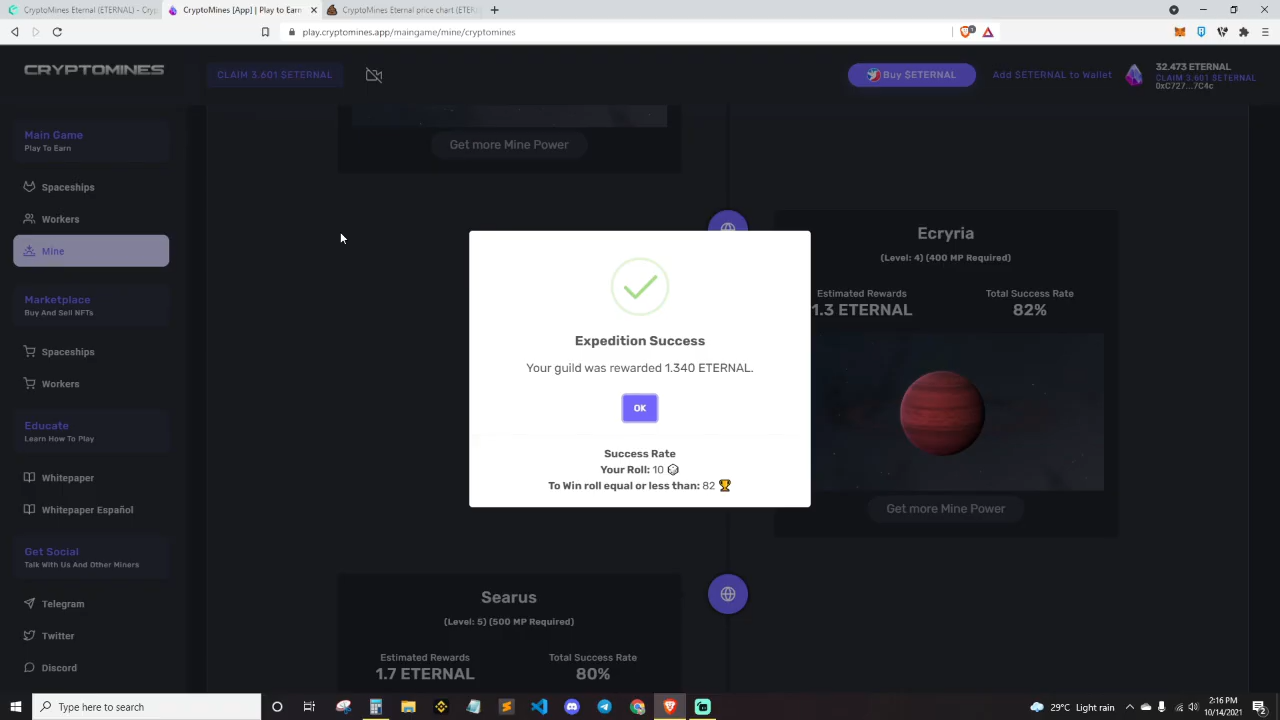 CryptoMines Eternal (ETERNAL) - Cryp
CryptoMines [App] | Play to Earn
CryptoMines Eternal price chart (ETER
play.cryptomines.app/maingame/mine/cryptomines
CRYPTOMINES
CLAIM 3.601 $ETERNAL
Buy $ETERNAL
Add $ETERNAL to Wallet
32.473 ETERNAL
CLAIM 3.601 $ETERNAL
0xC727...7C4c
Main Game
Play To Earn
Spaceships
Workers
Mine
Marketplace
Buy And Sell NFTs
Spaceships
Workers
Educate
Learn How To Play
Whitepaper
Whitepaper Español
Get Social
Talk With Us And Other Miners
Telegram
Twitter
Discord
Get more Mine Power
Ecryria
(Level: 4) (400 MP Required)
Estimated Rewards
Total Success Rate
1.3 ETERNAL
82%
Get more Mine Power
Expedition Success
Your guild was rewarded 1.340 ETERNAL.
OK
Success Rate
Your Roll: 10 🎲
To Win roll equal or less than: 82 🏆
Searus
(Level: 5) (500 MP Required)
Estimated Rewards
Total Success Rate
1.7 ETERNAL
80%
Type here to search
29°C Light rain
2:16 PM
10/14/2021